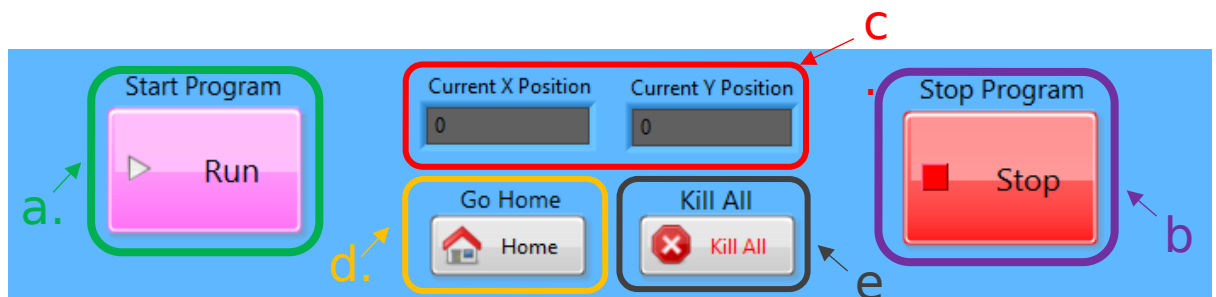 c
.
Start Program
Run
a.
Current X Position
0
Current Y Position
0
Go Home
Home
d.
Kill All
Kill All
e
Stop Program
Stop
b